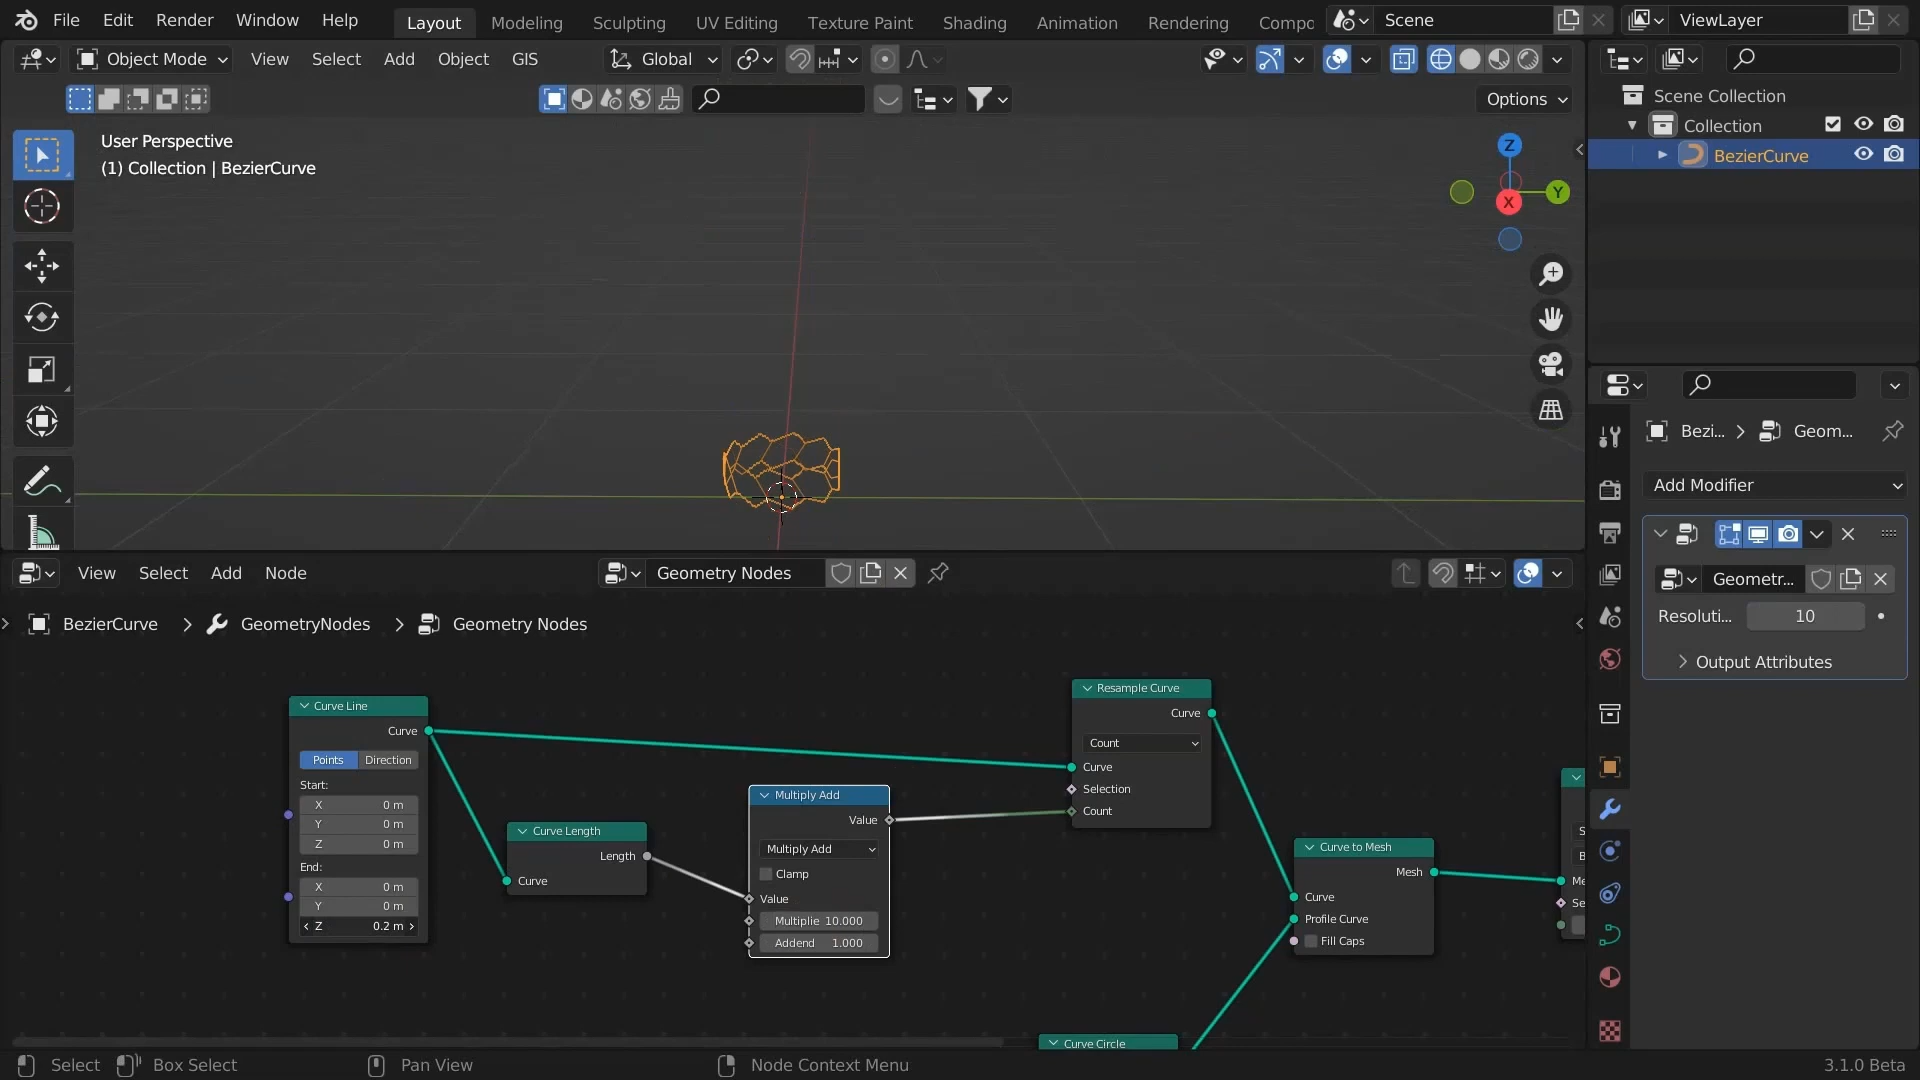 File Edit Render Window Help Layout Modeling Sculpting UV Editing Texture Paint Shading Animation Rendering Compo Scene ViewLayer
Object Mode View Select Add Object GIS Global
Options
User Perspective
(1) Collection | BezierCurve
Z
Y
X
Scene Collection
Collection
BezierCurve
Bezi... Geom...
Add Modifier
Geometr...
Resoluti... 10
Output Attributes
View Select Add Node Geometry Nodes
BezierCurve GeometryNodes Geometry Nodes
Curve Line
Curve
Points Direction
Start:
X 0 m
Y 0 m
Z 0 m
End:
X 0 m
Y 0 m
Z 0.2 m
Curve Length
Length
Curve
Multiply Add
Value
Multiply Add
Clamp
Value
Multiplie 10.000
Addend 1.000
Resample Curve
Curve
Count
Curve
Selection
Count
Curve to Mesh
Mesh
Curve
Profile Curve
Fill Caps
S
B
Me
Se
Curve Circle
Select Box Select Pan View Node Context Menu 3.1.0 Beta